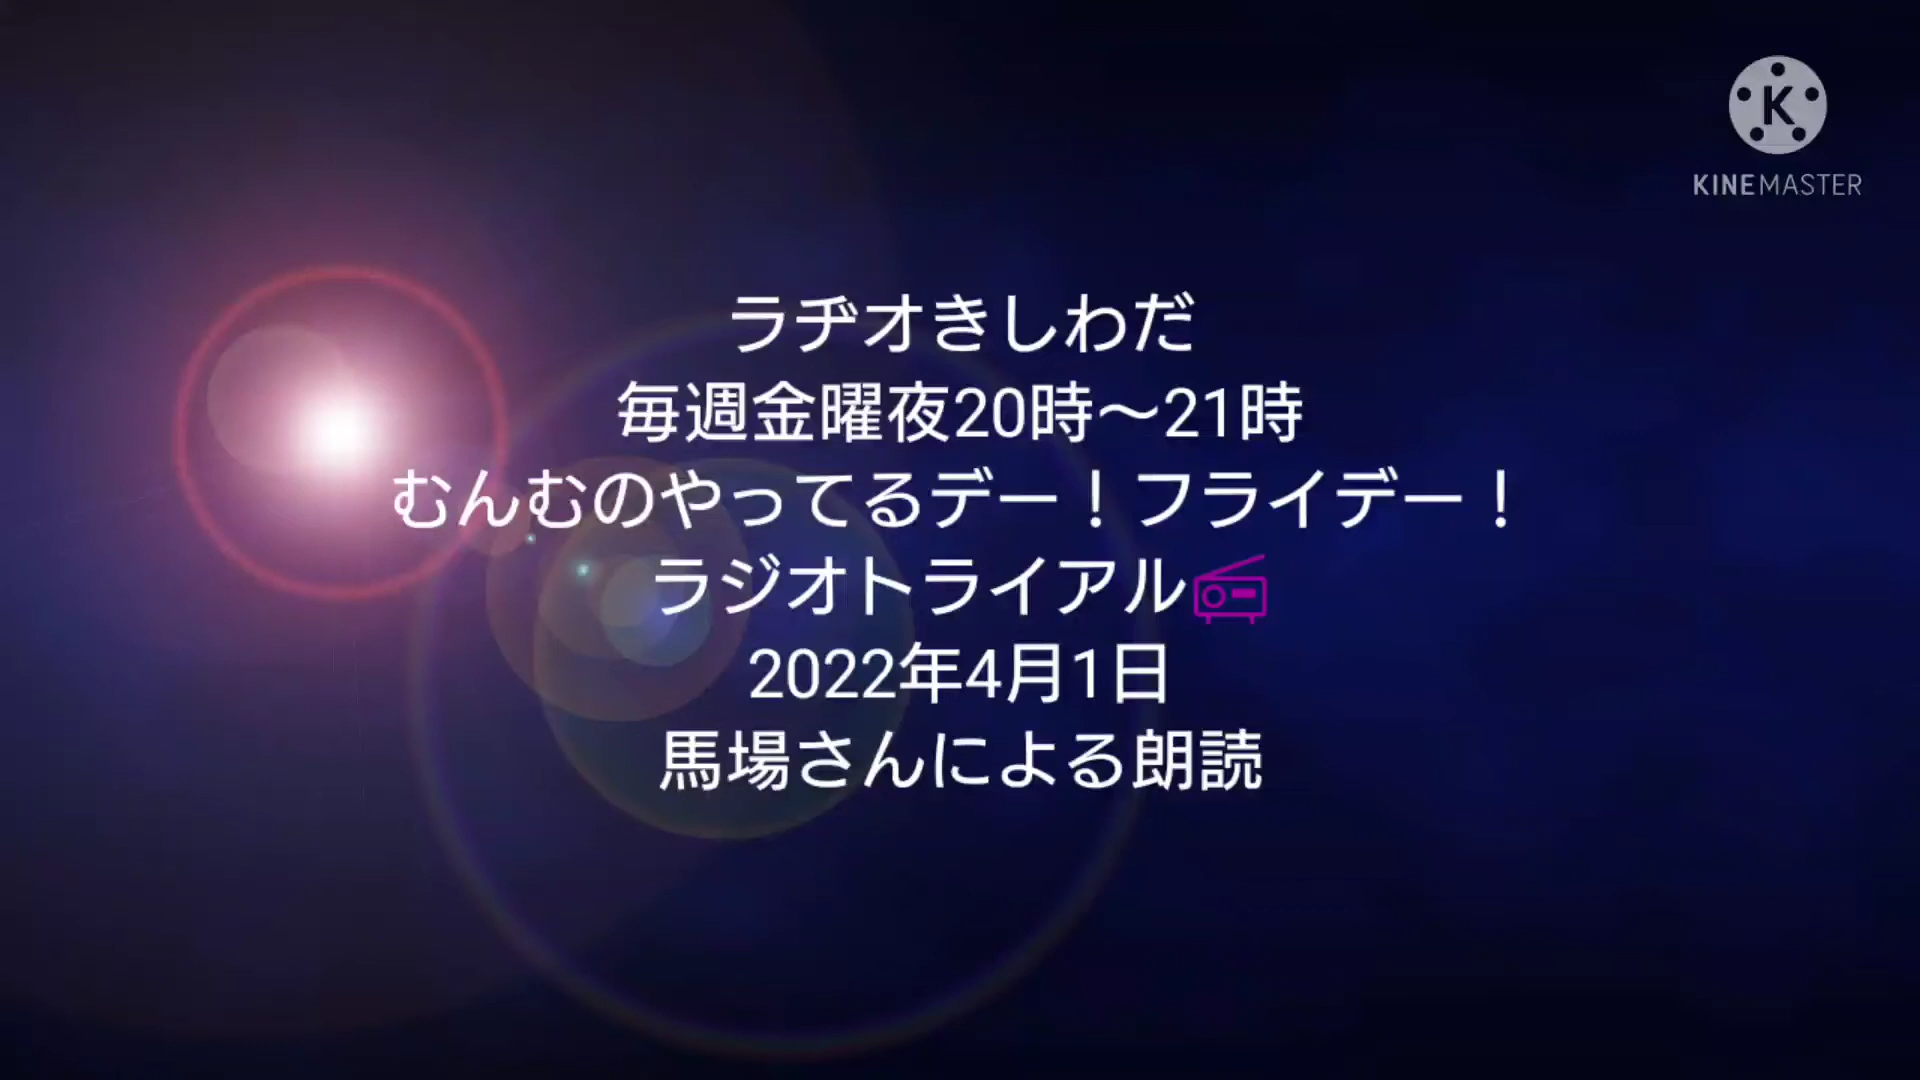 KINEMASTER
ラヂオきしわだ
毎週金曜夜20時～21時
むんむのやってるデー！フライデー！
ラジオトライアル📻
2022年4月1日
馬場さんによる朗読